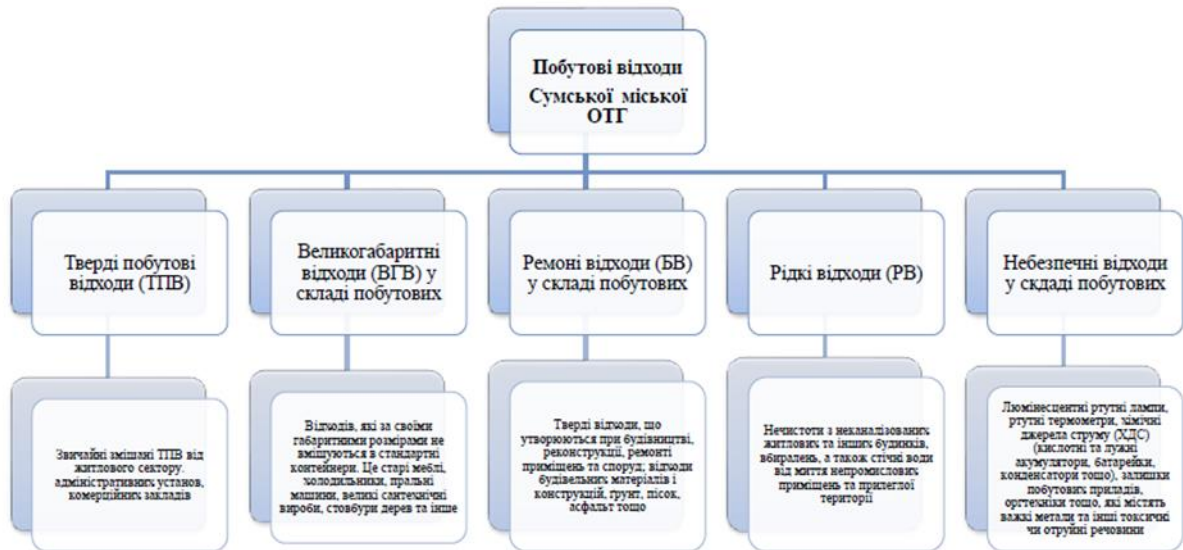 Побутові відходи
Сумської міської
ОТГ
Тверді побутові
відходи (ТПВ)
Великогабаритні
відходи (ВГВ) у
складі побутових
Ремоні відходи (БВ)
у складі побутових
Рідкі відходи (РВ)
Небезпечні відходи
у скдаді побутових
Звичайні змішані ТПВ від
житлового сектору.
адміністративних установ,
комерційних закладів
Відходів, які за своїми
габаритними розмірами не
вміщуються в стандартні
контейнери. Це старі меблі,
холодильники, пральні
машини, великі сантехнічні
вироби, стовбури дерев та інше
Тверді відходи, що
утворюються при будівництві,
реконструкції, ремонті
приміщень та споруд; відходи
будівельних матеріалів і
конструкцій, ґрунт, пісок,
асфальт тощо
Нечистоти з неканалізованих
житлових та інших будинків,
вбиралень, а також стічні води
від миття непромислових
приміщень та прилеглої
території
Люмінесцентні ртутні лампи,
ртутні термометри, хімічні
джерела струму (ХДС)
(кислотні та лужні
акумулятори, батарейки,
конденсатори тощо), залишки
побутових приладів,
оргтехніки тощо, які містять
важкі метали та інші токсичні
чи отруйні речовини